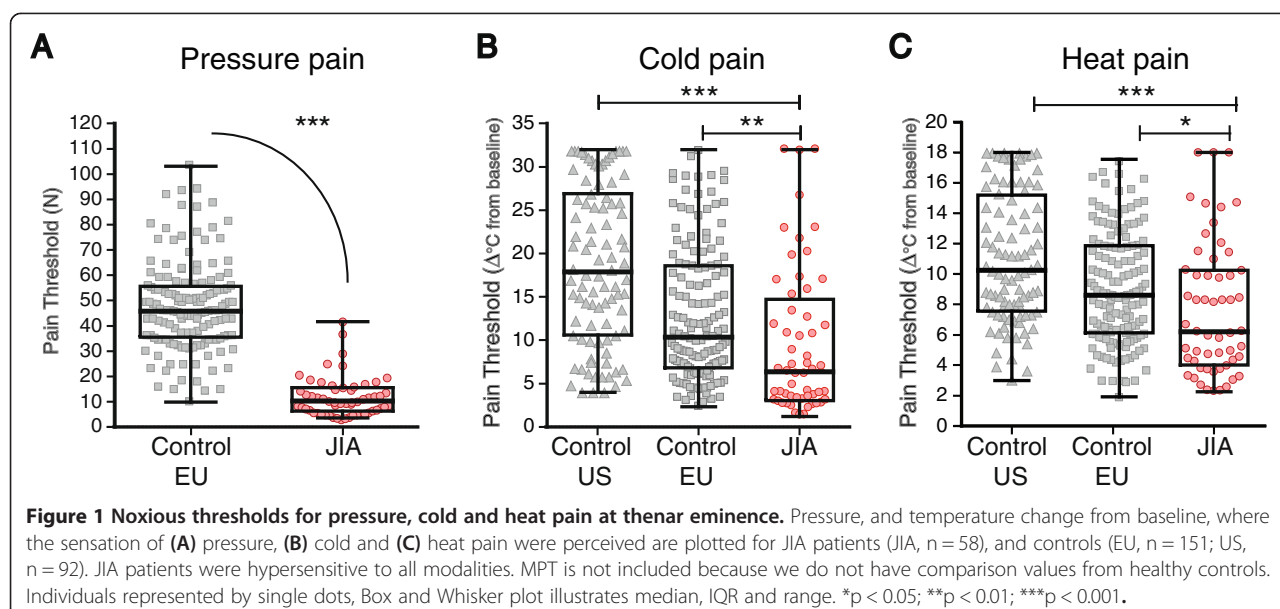 A
Pressure pain
***
120
110
100
90
80
70
60
50
40
30
20
10
0
Pain Threshold (N)
Control
EU
JIA
B
Cold pain
***
**
35
30
25
20
15
10
5
0
Pain Threshold (Δ°C from baseline)
Control
US
Control
EU
JIA
C
Heat pain
***
*
20
18
16
14
12
10
8
6
4
2
0
Pain Threshold (Δ°C from baseline)
Control
US
Control
EU
JIA
Figure 1 Noxious thresholds for pressure, cold and heat pain at thenar eminence. Pressure, and temperature change from baseline, where
the sensation of (A) pressure, (B) cold and (C) heat pain were perceived are plotted for JIA patients (JIA, n = 58), and controls (EU, n = 151; US,
n = 92). JIA patients were hypersensitive to all modalities. MPT is not included because we do not have comparison values from healthy controls.
Individuals represented by single dots, Box and Whisker plot illustrates median, IQR and range. *p < 0.05; **p < 0.01; ***p < 0.001.